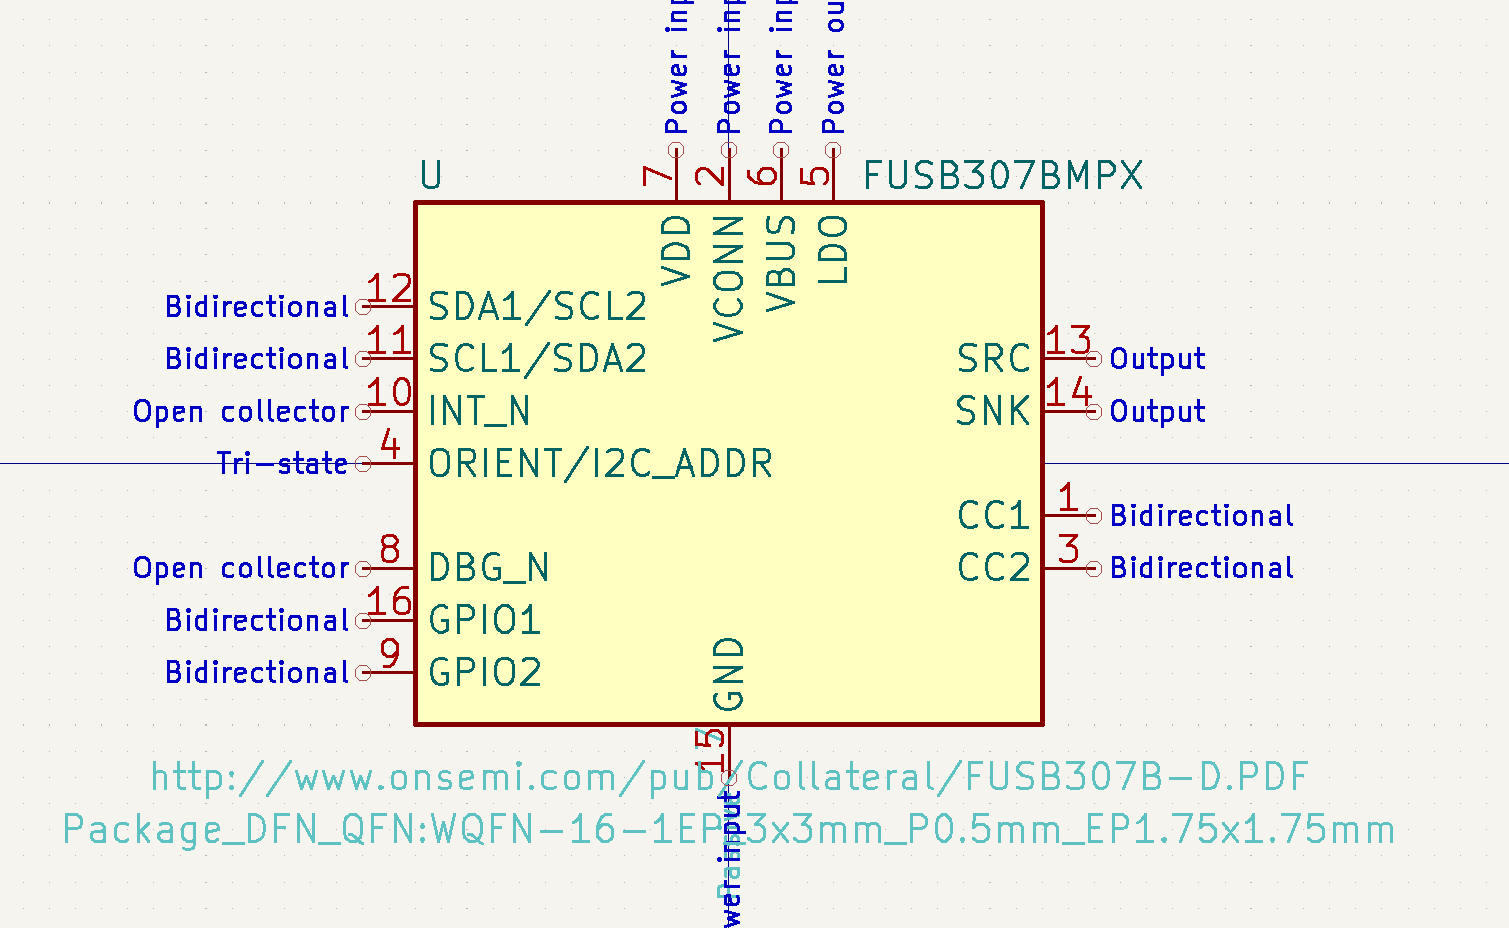 Power inp
Power inp
Power inp
Power ou
7
2
6
5
U
FUSB307BMPX
VDD
VCONN
VBUS
LDO
Bidirectional 12 SDA1/SCL2
Bidirectional 11 SCL1/SDA2
SRC 13 Output
Open collector 10 INT_N
SNK 14 Output
Tri-state 4 ORIENT/I2C_ADDR
CC1 1 Bidirectional
Open collector 8 DBG_N
CC2 3 Bidirectional
Bidirectional 16 GPIO1
Bidirectional 9 GPIO2
GND
15
http://www.onsemi.com/pub/Collateral/FUSB307B-D.PDF
Package_DFN_QFN:WQFN-16-1EP_3x3mm_P0.5mm_EP1.75x1.75mm
wer input